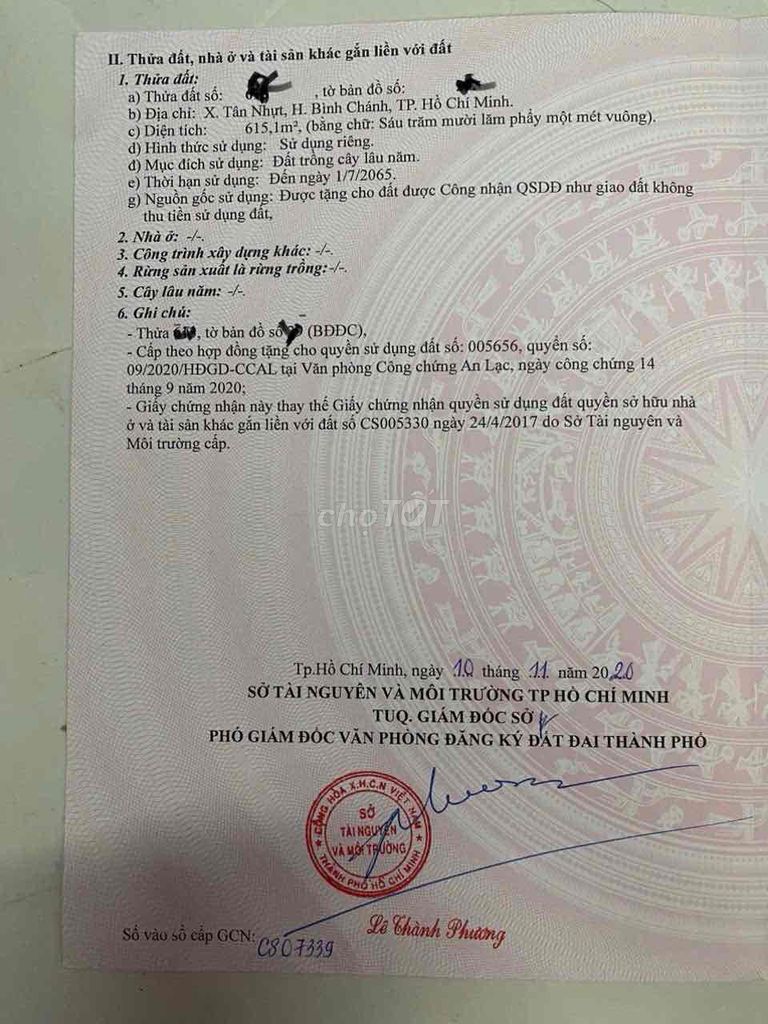 II. Thửa đất, nhà ở và tài sản khác gắn liền với đất
1. Thửa đất:
a) Thửa đất số: , tờ bản đồ số:
b) Địa chỉ: X. Tân Nhựt, H. Bình Chánh, TP. Hồ Chí Minh.
c) Diện tích: 615,1m², (bằng chữ: Sáu trăm mười lăm phẩy một mét vuông).
d) Hình thức sử dụng: Sử dụng riêng.
đ) Mục đích sử dụng: Đất trồng cây lâu năm.
e) Thời hạn sử dụng: Đến ngày 1/7/2065.
g) Nguồn gốc sử dụng: Được tặng cho đất được Công nhận QSDĐ như giao đất không
thu tiền sử dụng đất,
2. Nhà ở: -/-.
3. Công trình xây dựng khác: -/-.
4. Rừng sản xuất là rừng trồng:-/-.
5. Cây lâu năm: -/-.
6. Ghi chú:
- Thửa , tờ bản đồ số (BĐĐC),
- Cấp theo hợp đồng tặng cho quyền sử dụng đất số: 005656, quyển số:
09/2020/HĐGD-CCAL tại Văn phòng Công chứng An Lạc, ngày công chứng 14
tháng 9 năm 2020;
- Giấy chứng nhận này thay thế Giấy chứng nhận quyền sử dụng đất quyền sở hữu nhà
ở và tài sản khác gắn liền với đất số CS005330 ngày 24/4/2017 do Sở Tài nguyên và
Môi trường cấp.
chợTỐT
Tp.Hồ Chí Minh, ngày 10 tháng 11 năm 2020
SỞ TÀI NGUYÊN VÀ MÔI TRƯỜNG TP HỒ CHÍ MINH
TUQ. GIÁM ĐỐC SỞ
PHÓ GIÁM ĐỐC VĂN PHÒNG ĐĂNG KÝ ĐẤT ĐAI THÀNH PHỐ
CỘNG HÒA X.H.C.N VIỆT NAM
SỞ
TÀI NGUYÊN
VÀ MÔI TRƯỜNG
THÀNH PHỐ HỒ CHÍ MINH
Lê Thành Phương
Số vào sổ cấp GCN: CS07339